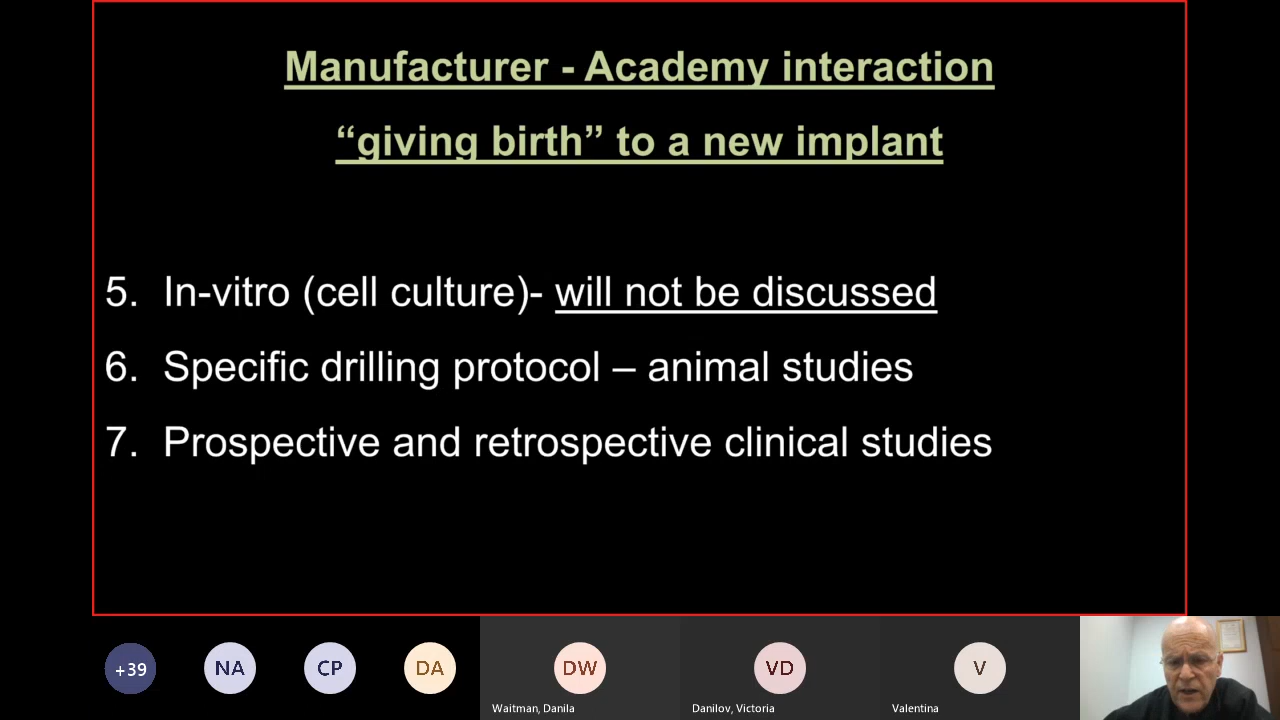 Manufacturer - Academy interaction
“giving birth” to a new implant
5. In-vitro (cell culture)- will not be discussed
6. Specific drilling protocol – animal studies
7. Prospective and retrospective clinical studies
+39
NA
CP
DA
DW
VD
V
Waitman, Danila
Danilov, Victoria
Valentina